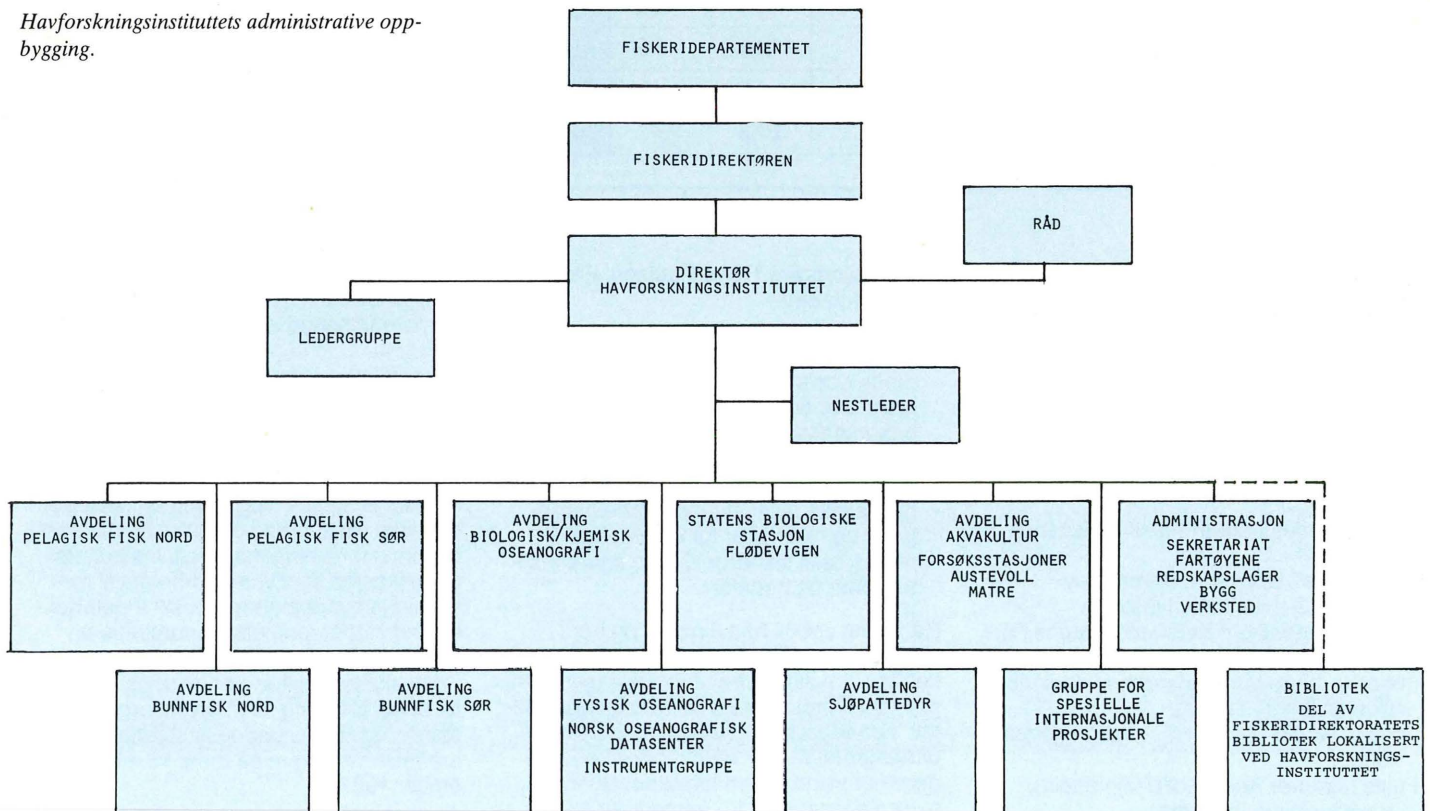 Havforskningsinstituttets administrative opp-
bygging.
FISKERIDEPARTEMENTET
FISKERIDIREKTØREN
RÅD
DIREKTØR
HAVFORSKNINGSINSTITUTTET
LEDERGRUPPE
NESTLEDER
AVDELING
PELAGISK FISK NORD
AVDELING
PELAGISK FISK SØR
AVDELING
BIOLOGISK/KJEMISK
OSEANOGRAFI
STATENS BIOLOGISKE
STASJON
FLØDEVIGEN
AVDELING
AKVAKULTUR
FORSØKSSTASJONER
AUSTEVOLL
MATRE
ADMINISTRASJON
SEKRETARIAT
FARTØYENE
REDSKAPSLAGER
BYGG
VERKSTED
AVDELING
BUNNFISK NORD
AVDELING
BUNNFISK SØR
AVDELING
FYSISK OSEANOGRAFI
NORSK OSEANOGRAFISK
DATASENTER
INSTRUMENTGRUPPE
AVDELING
SJØPATTEDYR
GRUPPE FOR
SPESIELLE
INTERNASJONALE
PROSJEKTER
BIBLIOTEK
DEL AV
FISKERIDIREKTORATETS
BIBLIOTEK LOKALISERT
VED HAVFORSKNINGS-
INSTITUTTET